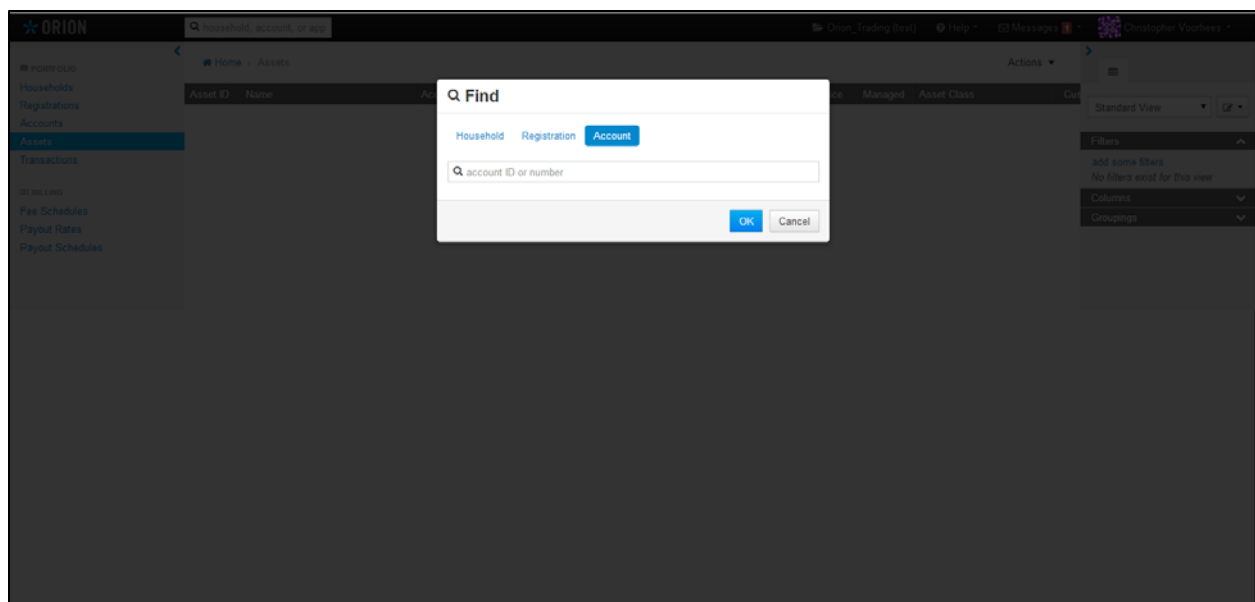 ORION household, account, or app Orion_Trading (test) Help Messages 1 Christopher Voorhees
PORTFOLIO
Households
Registrations
Accounts
Assets
Transactions
BILLING
Fee Schedules
Payout Rates
Payout Schedules
Home / Assets Actions
Asset ID Name Managed Asset Class
Find
Household Registration Account
account ID or number
OK Cancel
Standard View
Filters
add some filters
No filters exist for this view
Columns
Groupings